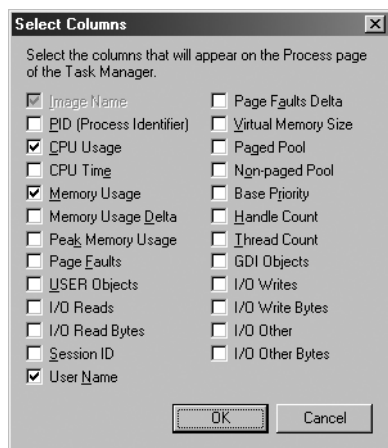 Select Columns
Select the columns that will appear on the Process page
of the Task Manager.
Image Name
PID (Process Identifier)
CPU Usage
CPU Time
Memory Usage
Memory Usage Delta
Peak Memory Usage
Page Faults
USER Objects
I/O Reads
I/O Read Bytes
Session ID
User Name
Page Faults Delta
Virtual Memory Size
Paged Pool
Non-paged Pool
Base Priority
Handle Count
Thread Count
GDI Objects
I/O Writes
I/O Write Bytes
I/O Other
I/O Other Bytes
OK
Cancel